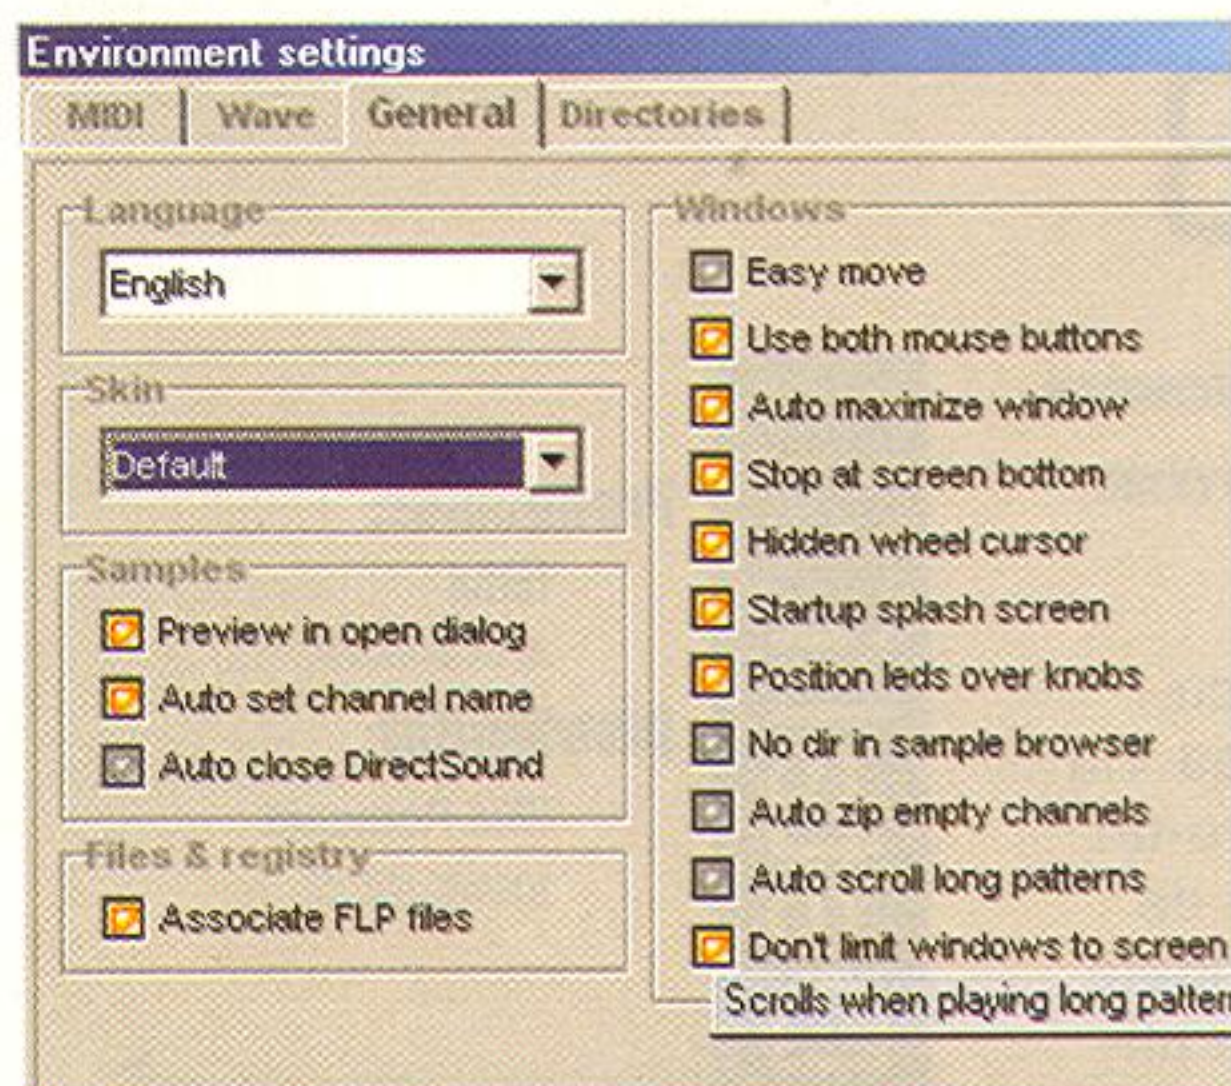 Environment settings
MIDI Wave General Directories
Language
English
Skin
Default
Samples
Preview in open dialog
Auto set channel name
Auto close DirectSound
Files & registry
Associate FLP files
Windows
Easy move
Use both mouse buttons
Auto maximize window
Stop at screen bottom
Hidden wheel cursor
Startup splash screen
Position leds over knobs
No dir in sample browser
Auto zip empty channels
Auto scroll long patterns
Don't limit windows to screen
Scrolls when playing long pattern